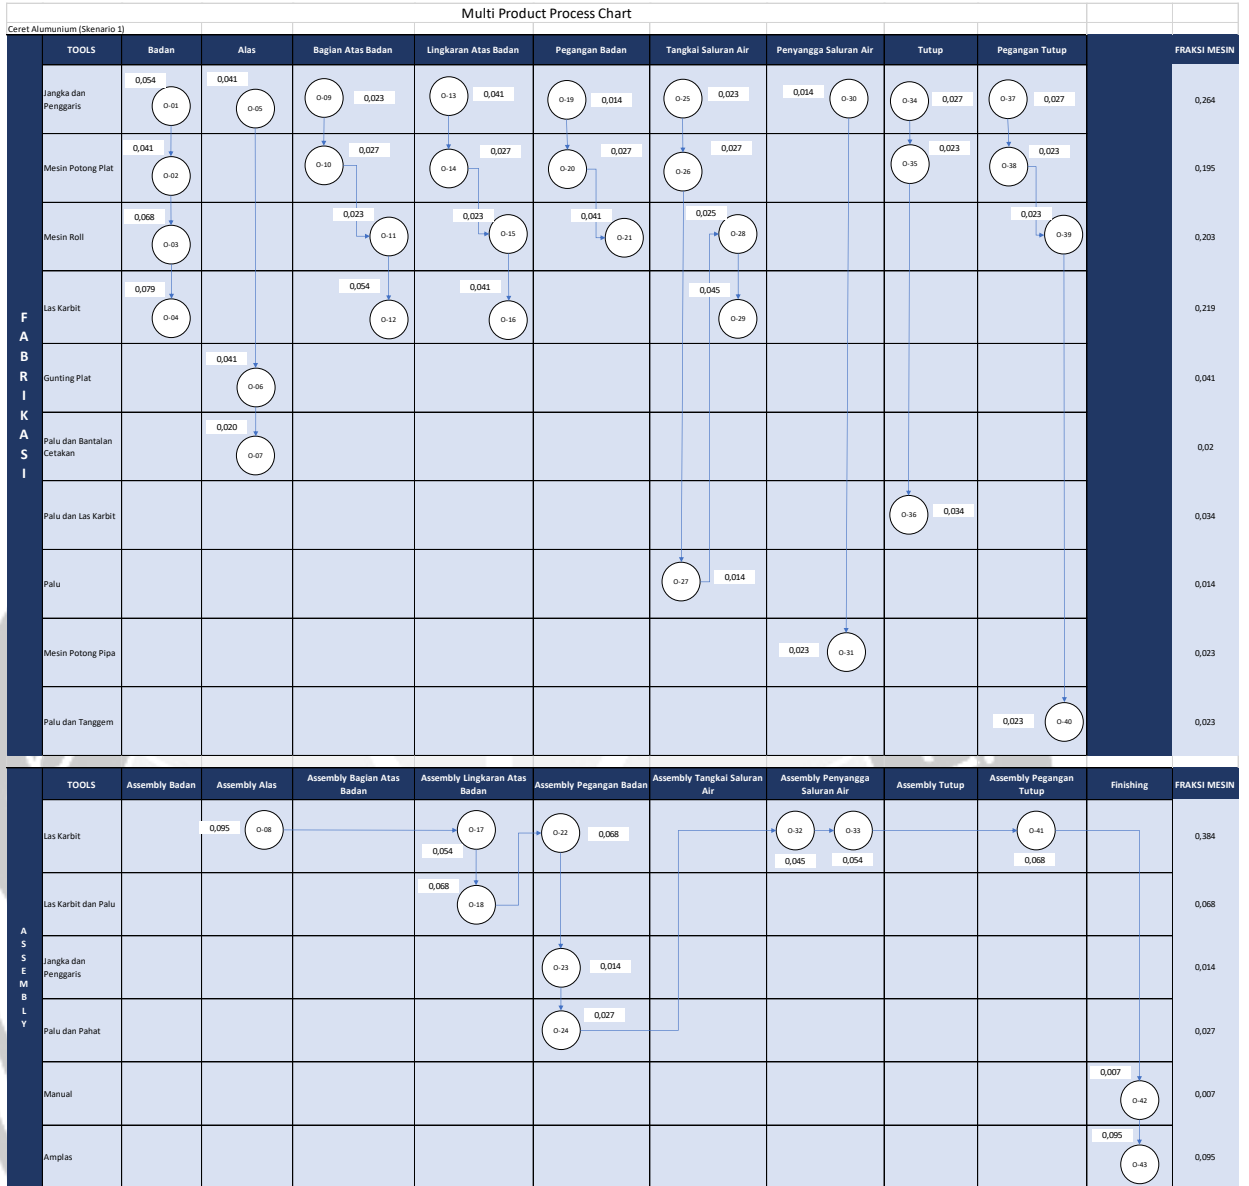 Multi Product Process Chart
Ceret Alumunium (Skenario 1)
TOOLS Badan Alas Bagian Atas Badan Lingkaran Atas Badan Pegangan Badan Tangkai Saluran Air Penyangga Saluran Air Tutup Pegangan Tutup FRAKSI MESIN
FABRIKASI
Jangka dan
Penggaris
0,054 O-01 0,041 O-05 O-09 0,023 O-13 0,041 O-19 0,014 O-25 0,023 0,014 O-30 O-34 0,027 O-37 0,027 0,264
Mesin Potong Plat 0,041 O-02 O-10 0,027 O-14 0,027 O-20 0,027 O-26 0,027 O-35 0,023 O-38 0,023 0,195
Mesin Roll 0,068 O-03 0,023 O-11 0,023 O-15 0,041 O-21 0,025 O-28 0,023 O-39 0,203
Las Karbit 0,079 O-04 0,054 O-12 0,041 O-16 0,045 O-29 0,219
Gunting Plat 0,041 O-06 0,041
Palu dan Bantalan
Cetakan
0,020 O-07 0,02
Palu dan Las Karbit O-36 0,034 0,034
Palu O-27 0,014 0,014
Mesin Potong Pipa 0,023 O-31 0,023
Palu dan Tanggem 0,023 O-40 0,023
TOOLS Assembly Badan Assembly Alas Assembly Bagian Atas
Badan
Assembly Lingkaran Atas
Badan
Assembly Pegangan Badan Assembly Tangkai Saluran
Air
Assembly Penyangga
Saluran Air
Assembly Tutup Assembly Pegangan
Tutup
Finishing FRAKSI MESIN
ASSEMBLY
Las Karbit 0,095 O-08 O-17 0,054 O-22 0,068 O-32 0,045 O-33 0,054 O-41 0,068 0,384
Las Karbit dan Palu 0,068 O-18 0,068
Jangka dan
Penggaris
O-23 0,014 0,014
Palu dan Pahat O-24 0,027 0,027
Manual 0,007 O-42 0,007
Amplas 0,095 O-43 0,095